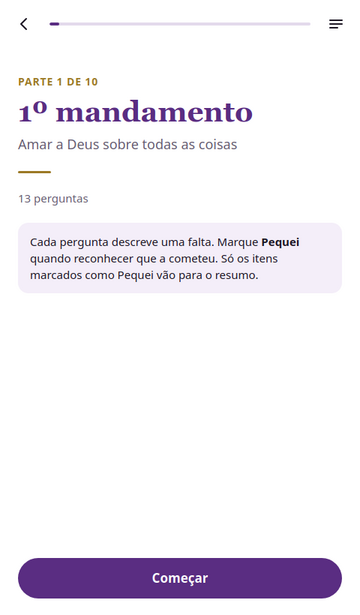 PARTE 1 DE 10
1º mandamento
Amar a Deus sobre todas as coisas
13 perguntas
Cada pergunta descreve uma falta. Marque Pequei
quando reconhecer que a cometeu. Só os itens
marcados como Pequei vão para o resumo.
Começar